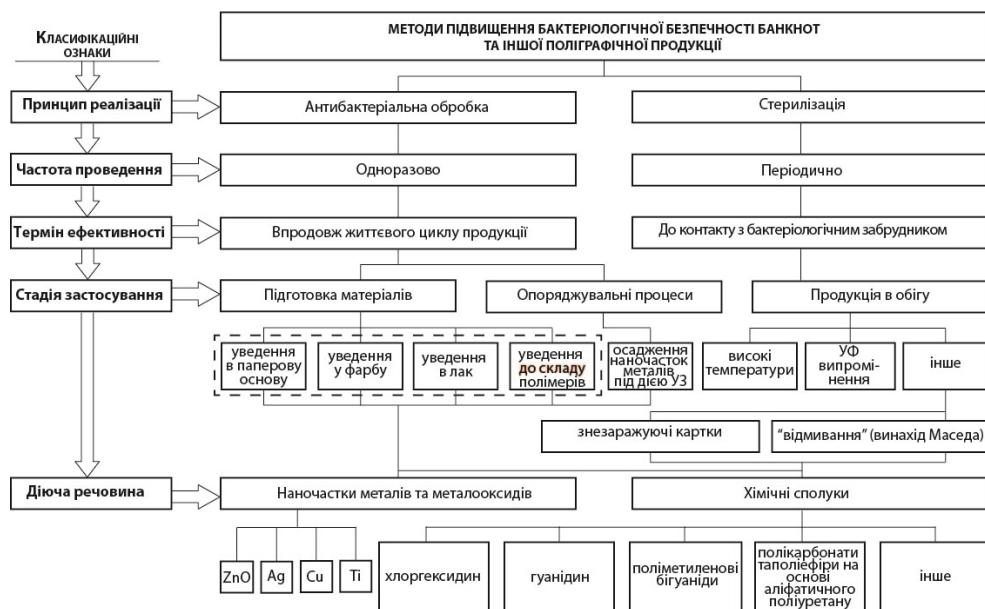 КЛАСИФІКАЦІЙНІ
ОЗНАКИ
МЕТОДИ ПІДВИЩЕННЯ БАКТЕРІОЛОГІЧНОЇ БЕЗПЕЧНОСТІ БАНКНОТ
ТА ІНШОЇ ПОЛІГРАФІЧНОЇ ПРОДУКЦІЇ
Принцип реалізації
Антибактеріальна обробка
Стерилізація
Частота проведення
Одноразово
Періодично
Термін ефективності
Впродовж життєвого циклу продукції
До контакту з бактеріологічним забрудником
Стадія застосування
Підготовка матеріалів
Опоряджувальні процеси
Продукція в обігу
уведення
в паперову
основу
уведення
у фарбу
уведення
в лак
уведення
до складу
полімерів
осадження
наночасток
металів
під дією УЗ
високі
температури
УФ
випромі-
нення
інше
знезаражуючі картки
“відмивання” (винахід Маседа)
Діюча речовина
Наночастки металів та металооксидів
Хімічні сполуки
ZnO
Ag
Cu
Ti
хлоргексидин
гуанідин
поліметиленові
бігуаніди
полікарбонати
таполіефіри на
основі
аліфатичного
поліуретану
інше